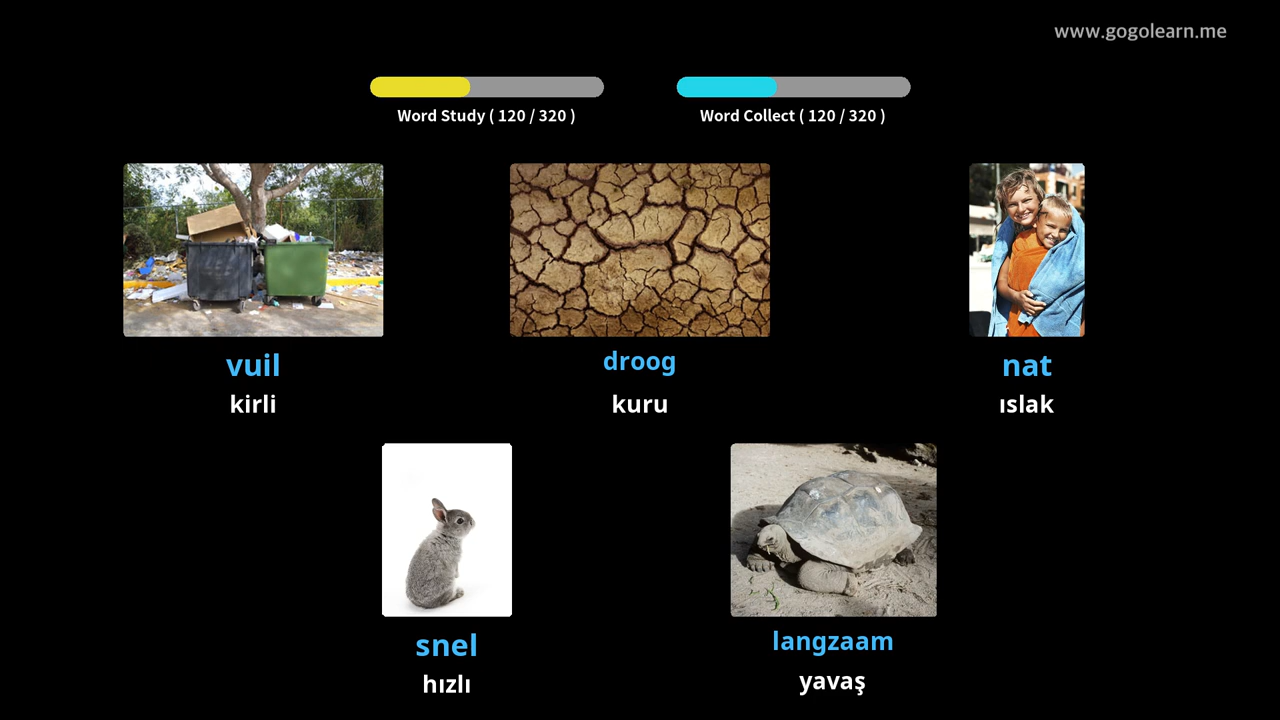 www.gogolearn.me
Word Study ( 120 / 320 )
Word Collect ( 120 / 320 )
vuil
kirli
droog
kuru
nat
ıslak
snel
hızlı
langzaam
yavaş